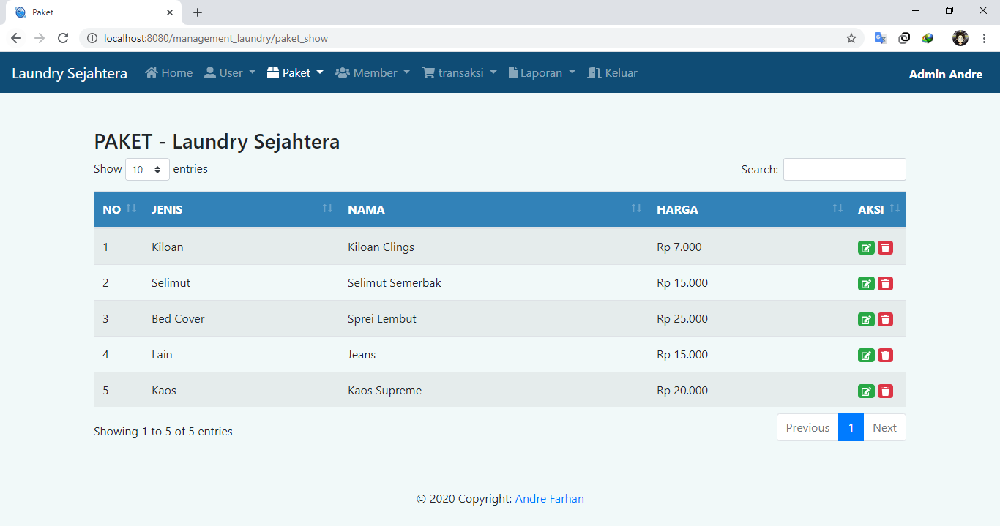 Paket
localhost:8080/management_laundry/paket_show
Laundry Sejahtera Home User Paket Member transaksi Laporan Keluar Admin Andre
PAKET - Laundry Sejahtera
Show 10 entries Search:
NO JENIS NAMA HARGA AKSI
1 Kiloan Kiloan Clings Rp 7.000
2 Selimut Selimut Semerbak Rp 15.000
3 Bed Cover Sprei Lembut Rp 25.000
4 Lain Jeans Rp 15.000
5 Kaos Kaos Supreme Rp 20.000
Showing 1 to 5 of 5 entries Previous 1 Next
© 2020 Copyright: Andre Farhan